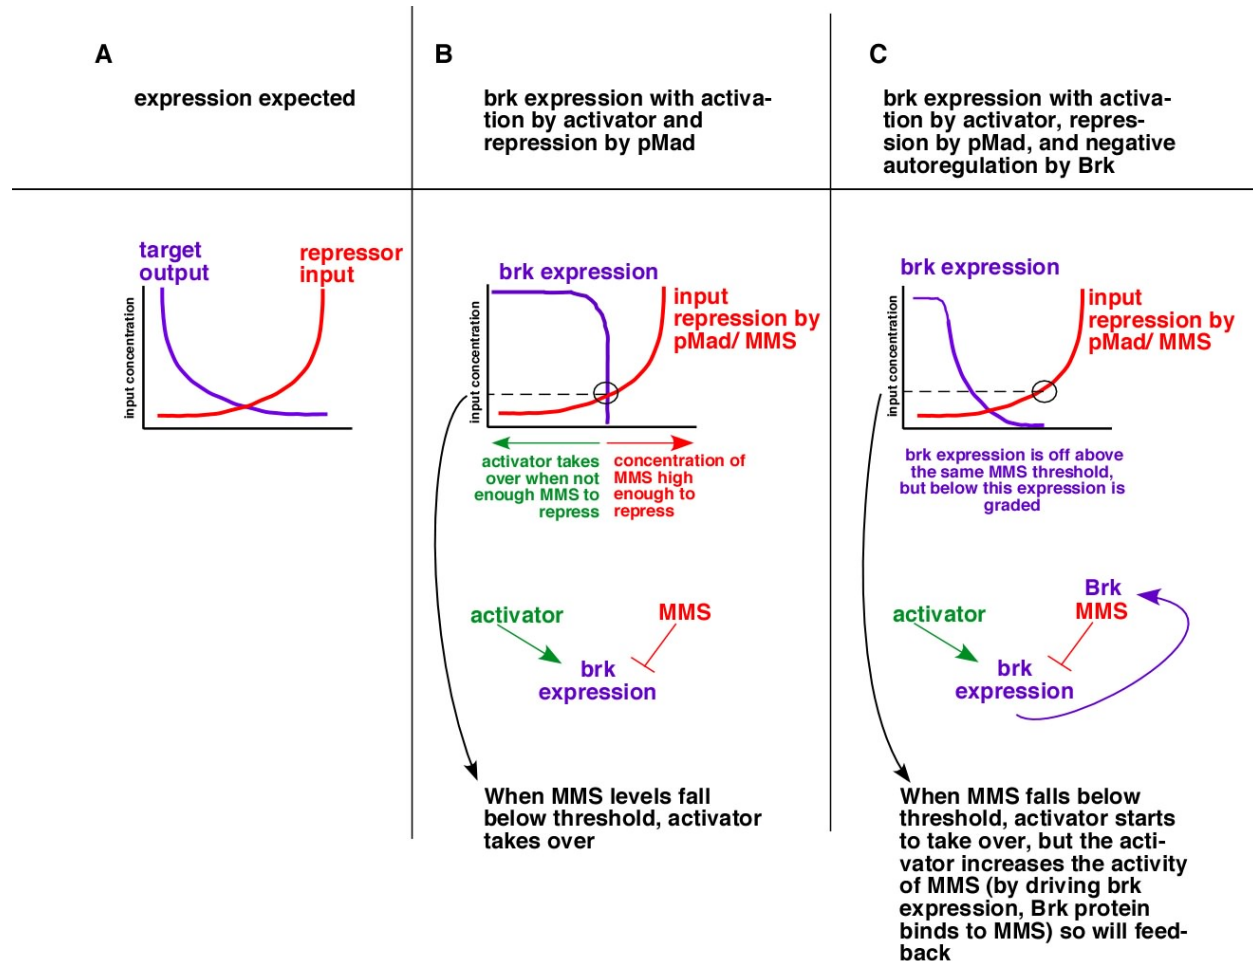 A
expression expected
target
output
repressor
input
input concentration
B
brk expression with activa-
tion by activator and
repression by pMad
brk expression
input
repression by
pMad/ MMS
input concentration
activator takes
over when not
enough MMS to
repress
concentration of
MMS high
enough to
repress
activator
MMS
brk
expression
When MMS levels fall
below threshold, activator
takes over
C
brk expression with activa-
tion by activator, repres-
sion by pMad, and negative
autoregulation by Brk
brk expression
input
repression by
pMad/ MMS
input concentration
brk expression is off above
the same MMS threshold,
but below this expression is
graded
activator
Brk
MMS
brk
expression
When MMS falls below
threshold, activator starts
to take over, but the acti-
vator increases the activity
of MMS (by driving brk
expression, Brk protein
binds to MMS) so will feed-
back